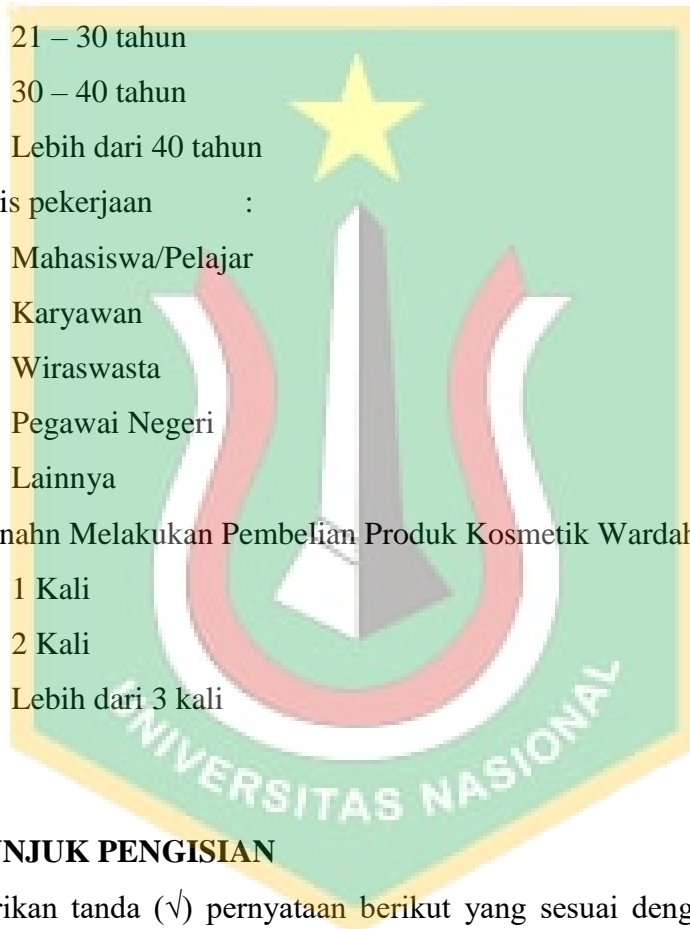 21 – 30 tahun
30 – 40 tahun
Lebih dari 40 tahun
is pekerjaan :
Mahasiswa/Pelajar
Karyawan
Wiraswasta
Pegawai Negeri
Lainnya
nahn Melakukan Pembelian Produk Kosmetik Wardah
1 Kali
2 Kali
Lebih dari 3 kali
UNIVERSITAS NASIONAL
NJUK PENGISIAN
rikan tanda (√) pernyataan berikut yang sesuai deng